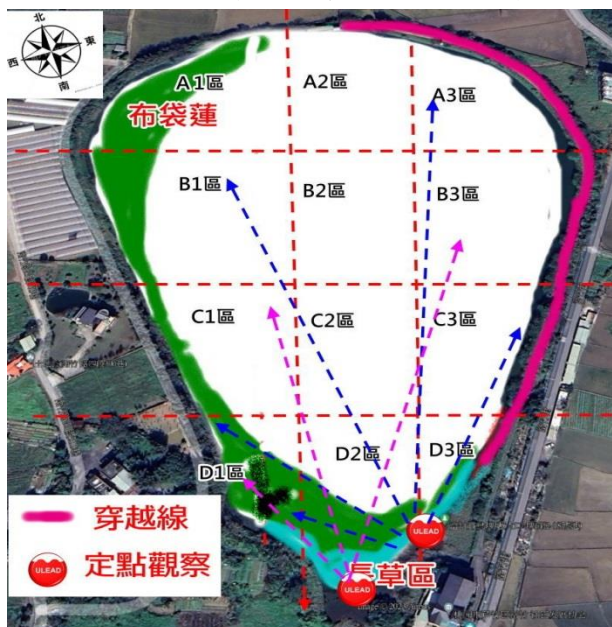 北
西
東
南
A1區
A2區
A3區
布袋蓮
B1區
B2區
B3區
C1區
C2區
C3區
D1區
D2區
D3區
穿越線
ULEAD
定點觀察
ULEAD
長草區
ULEAD